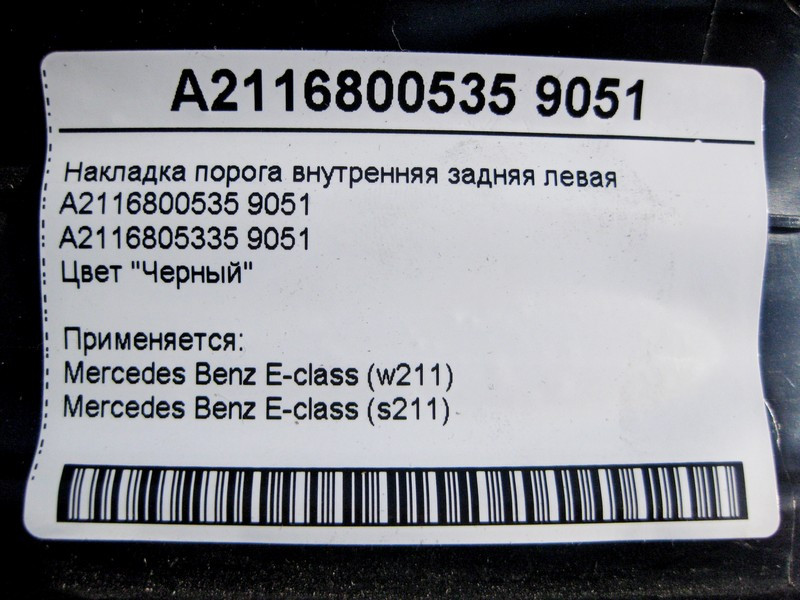 A2116800535 9051
Накладка порога внутренняя задняя левая
A2116800535 9051
A2116805335 9051
Цвет "Черный"
Применяется:
Mercedes Benz E-class (w211)
Mercedes Benz E-class (s211)